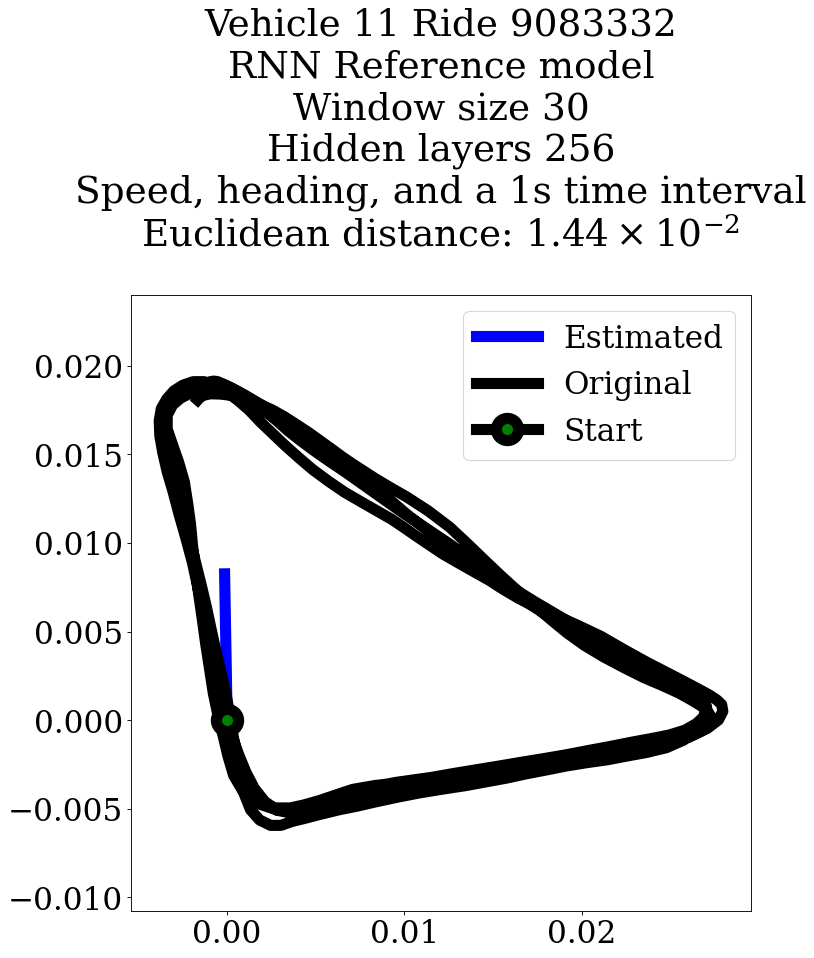 Vehicle 11 Ride 9083332
RNN Reference model
Window size 30
Hidden layers 256
Speed, heading, and a 1s time interval
Euclidean distance: 1.44 × 10⁻²
Estimated
Original
Start
0.020
0.015
0.010
0.005
0.000
−0.005
−0.010
0.00 0.01 0.02